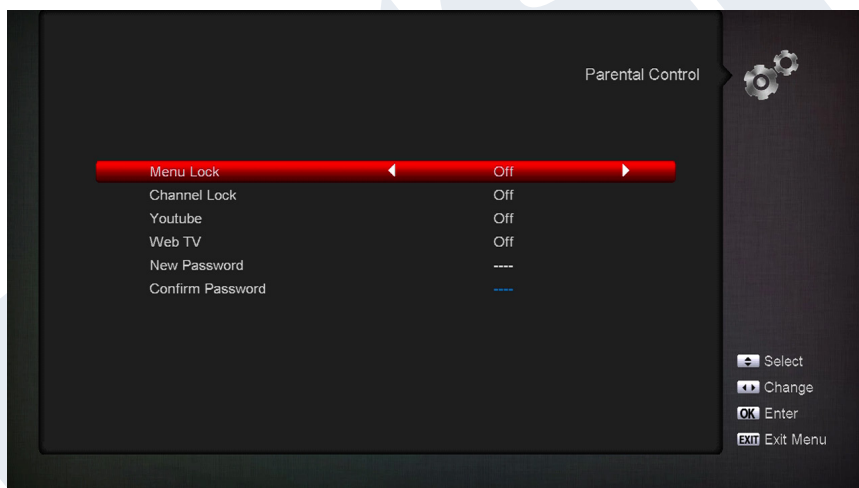 Parental Control
Menu Lock Off
Channel Lock Off
Youtube Off
Web TV Off
New Password ----
Confirm Password ----
Select
Change
OK Enter
EXIT Exit Menu